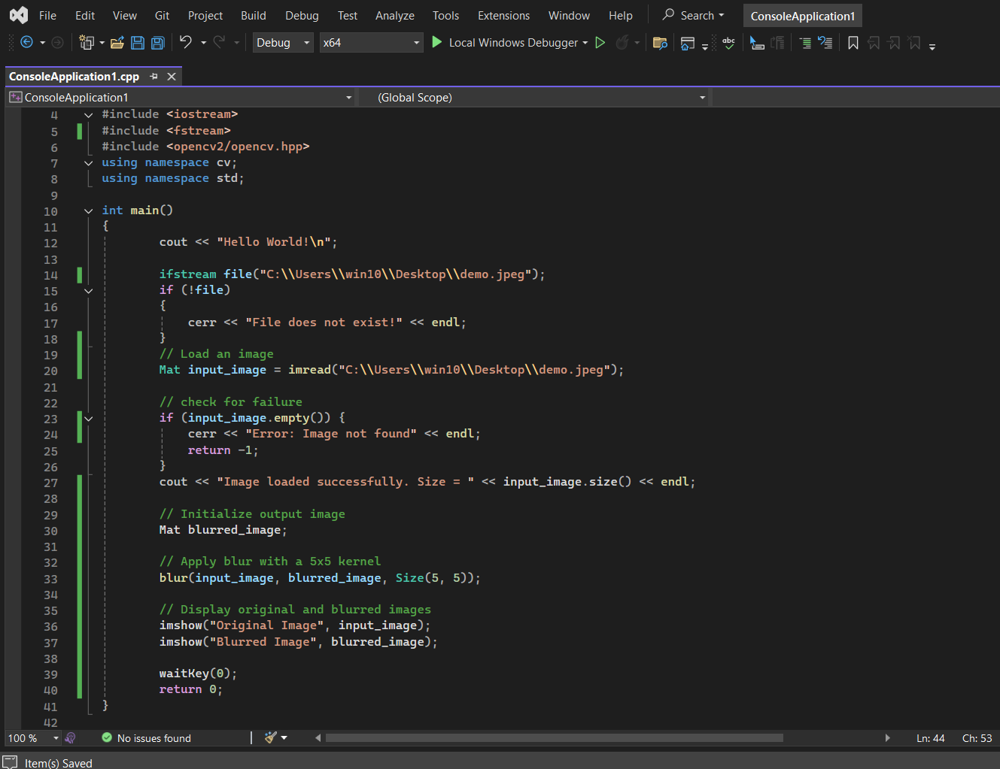 File Edit View Git Project Build Debug Test Analyze Tools Extensions Window Help Search ConsoleApplication1
Debug x64 Local Windows Debugger abc
ConsoleApplication1.cpp
ConsoleApplication1 (Global Scope)
4 #include <iostream>
5 #include <fstream>
6 #include <opencv2/opencv.hpp>
7 using namespace cv;
8 using namespace std;
9
10 int main()
11 {
12 cout << "Hello World!\n";
13
14 ifstream file("C:\\Users\\win10\\Desktop\\demo.jpeg");
15 if (!file)
16 {
17 cerr << "File does not exist!" << endl;
18 }
19 // Load an image
20 Mat input_image = imread("C:\\Users\\win10\\Desktop\\demo.jpeg");
21
22 // check for failure
23 if (input_image.empty()) {
24 cerr << "Error: Image not found" << endl;
25 return -1;
26 }
27 cout << "Image loaded successfully. Size = " << input_image.size() << endl;
28
29 // Initialize output image
30 Mat blurred_image;
31
32 // Apply blur with a 5x5 kernel
33 blur(input_image, blurred_image, Size(5, 5));
34
35 // Display original and blurred images
36 imshow("Original Image", input_image);
37 imshow("Blurred Image", blurred_image);
38
39 waitKey(0);
40 return 0;
41 }
42
100 % No issues found Ln: 44 Ch: 53
Item(s) Saved